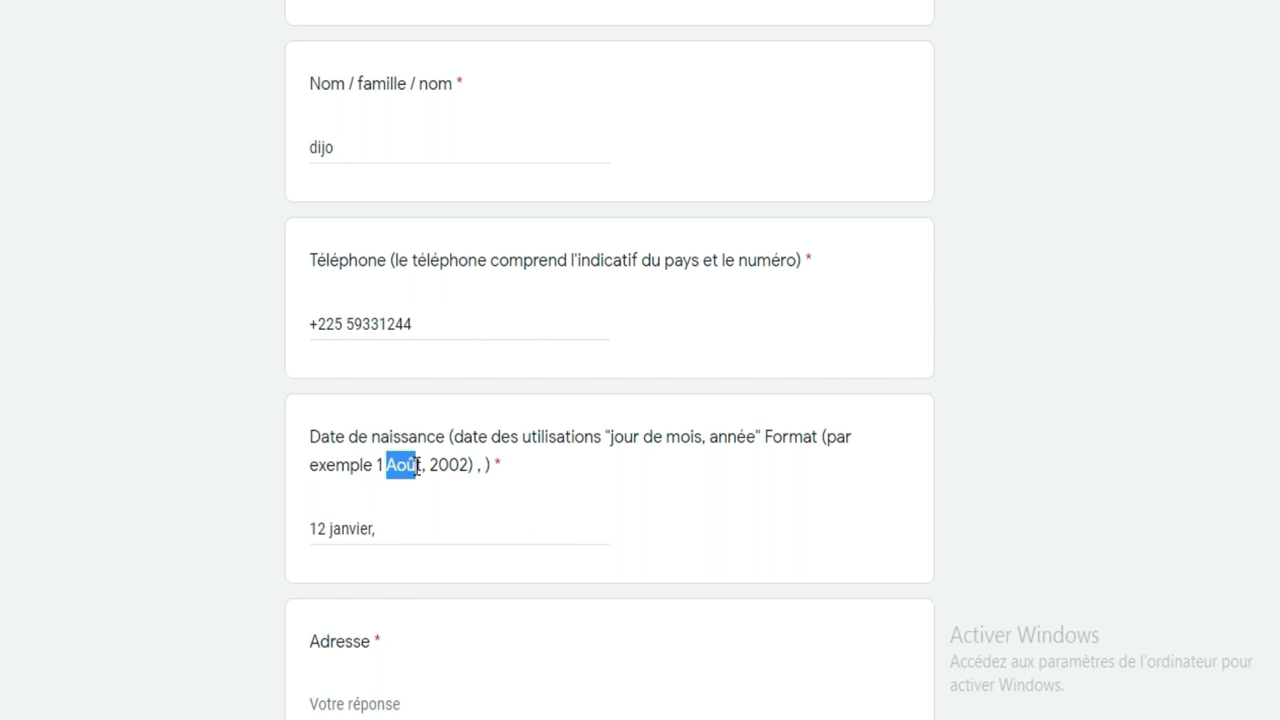 Nom / famille / nom *
dijo
Téléphone (le téléphone comprend l'indicatif du pays et le numéro) *
+225 59331244
Date de naissance (date des utilisations "jour de mois, année" Format (par
exemple 1 Août, 2002) , ) *
12 janvier,
Adresse *
Votre réponse
Activer Windows
Accédez aux paramètres de l'ordinateur pour
activer Windows.